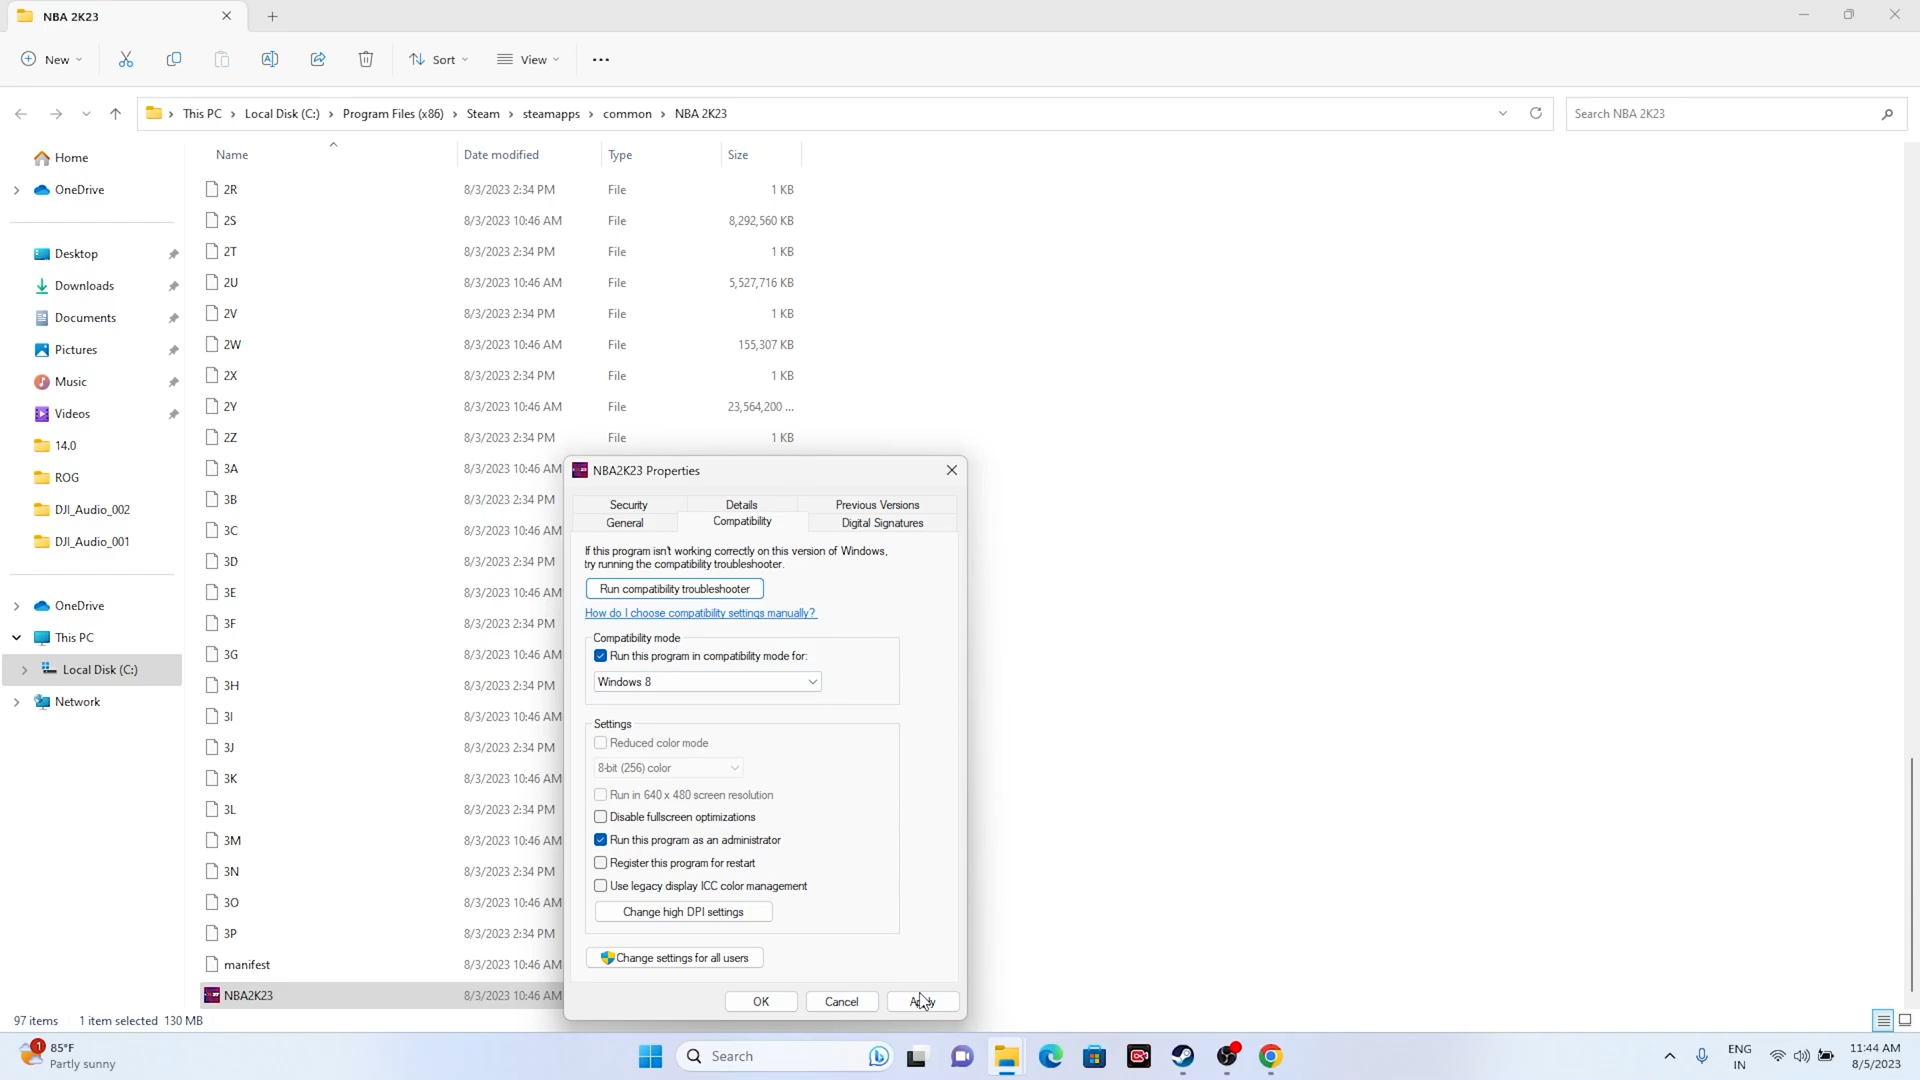 NBA 2K23
New
Sort
View
This PC
Local Disk (C:)
Program Files (x86)
Steam
steamapps
common
NBA 2K23
Search NBA 2K23
Name
Date modified
Type
Size
Home
OneDrive
Desktop
Downloads
Documents
Pictures
Music
Videos
14.0
ROG
DJI_Audio_002
DJI_Audio_001
OneDrive
This PC
Local Disk (C:)
Network
2R 8/3/2023 2:34 PM File 1 KB
2S 8/3/2023 10:46 AM File 8,292,560 KB
2T 8/3/2023 2:34 PM File 1 KB
2U 8/3/2023 10:46 AM File 5,527,716 KB
2V 8/3/2023 2:34 PM File 1 KB
2W 8/3/2023 10:46 AM File 155,307 KB
2X 8/3/2023 2:34 PM File 1 KB
2Y 8/3/2023 10:46 AM File 23,564,200 ...
2Z 8/3/2023 2:34 PM File 1 KB
3A 8/3/2023 10:46 AM
3B 8/3/2023 2:34 PM
3C 8/3/2023 10:46 AM
3D 8/3/2023 2:34 PM
3E 8/3/2023 10:46 AM
3F 8/3/2023 2:34 PM
3G 8/3/2023 10:46 AM
3H 8/3/2023 2:34 PM
3I 8/3/2023 10:46 AM
3J 8/3/2023 2:34 PM
3K 8/3/2023 10:46 AM
3L 8/3/2023 2:34 PM
3M 8/3/2023 10:46 AM
3N 8/3/2023 2:34 PM
3O 8/3/2023 10:46 AM
3P 8/3/2023 2:34 PM
manifest 8/3/2023 10:46 AM
NBA2K23 8/3/2023 10:46 AM
NBA2K23 Properties
Security
Details
Previous Versions
General
Compatibility
Digital Signatures
If this program isn't working correctly on this version of Windows,
try running the compatibility troubleshooter.
Run compatibility troubleshooter
How do I choose compatibility settings manually?
Compatibility mode
Run this program in compatibility mode for:
Windows 8
Settings
Reduced color mode
8-bit (256) color
Run in 640 x 480 screen resolution
Disable fullscreen optimizations
Run this program as an administrator
Register this program for restart
Use legacy display ICC color management
Change high DPI settings
Change settings for all users
OK
Cancel
Apply
97 items
1 item selected 130 MB
1
85°F
Partly sunny
Search
ENG
IN
11:44 AM
8/5/2023